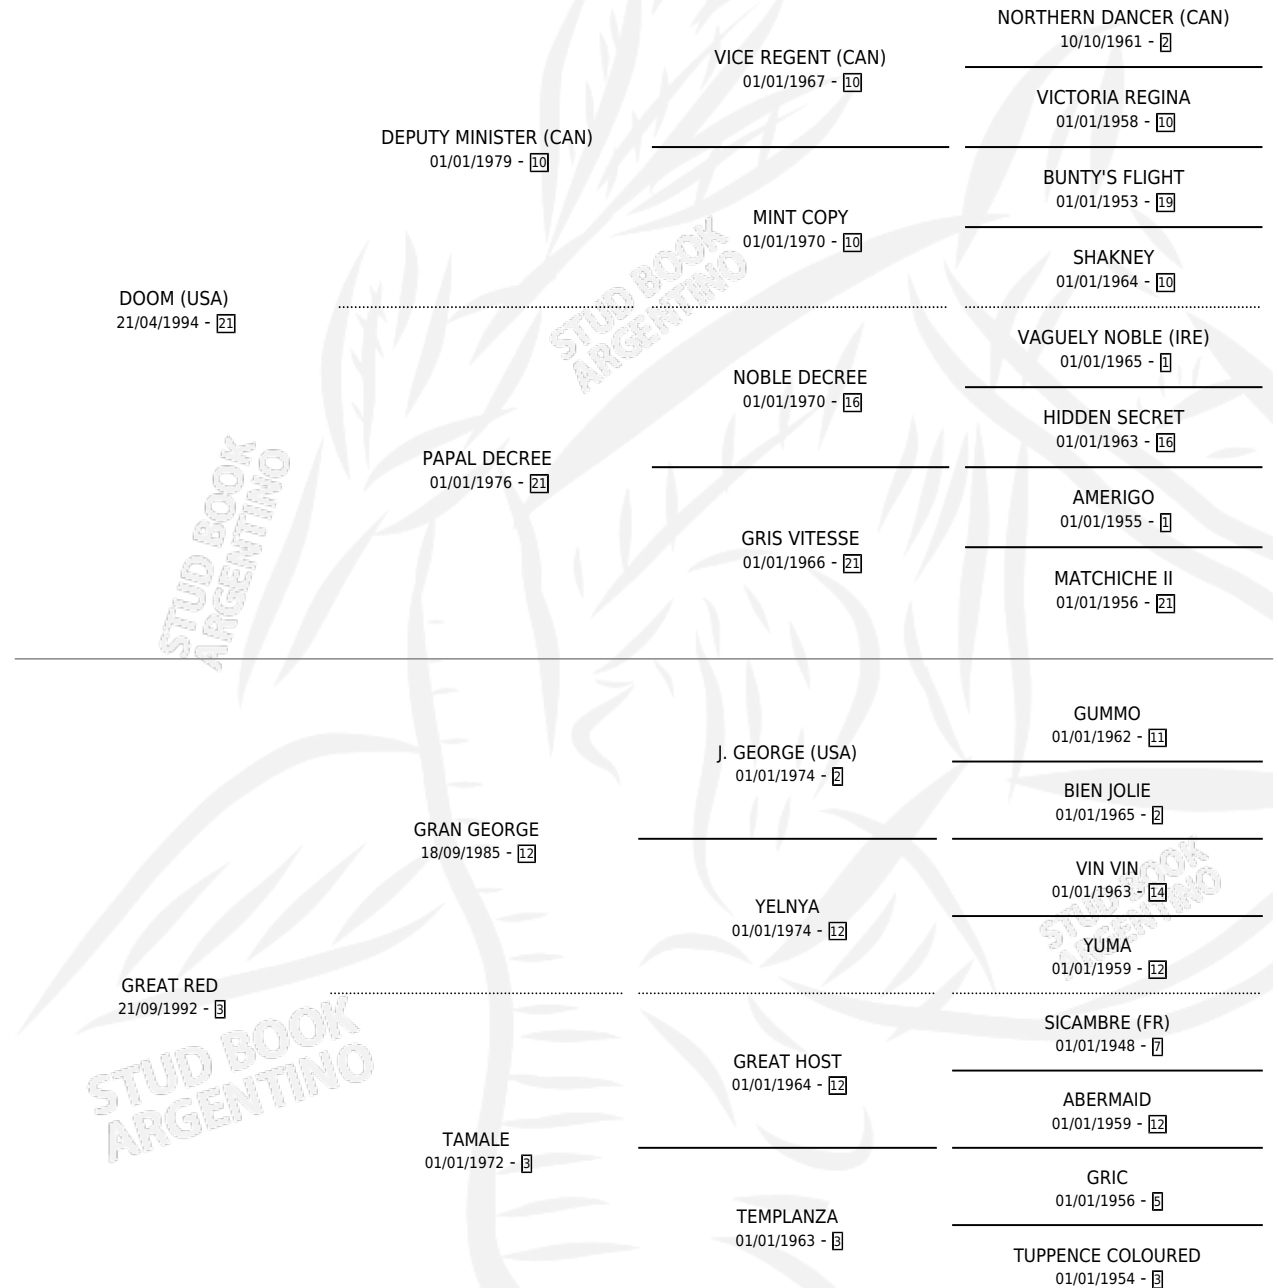 NORTHERN DANCER (CAN)
10/10/1961 - 2
VICE REGENT (CAN)
01/01/1967 - 10
VICTORIA REGINA
01/01/1958 - 10
DEPUTY MINISTER (CAN)
01/01/1979 - 10
BUNTY'S FLIGHT
01/01/1953 - 19
MINT COPY
01/01/1970 - 10
SHAKNEY
01/01/1964 - 10
DOOM (USA)
21/04/1994 - 21
STUD BOOK
ARGENTINO
VAGUELY NOBLE (IRE)
01/01/1965 - 1
NOBLE DECREE
01/01/1970 - 16
HIDDEN SECRET
01/01/1963 - 16
PAPAL DECREE
01/01/1976 - 21
AMERIGO
01/01/1955 - 1
GRIS VITESSE
01/01/1966 - 21
MATCHICHE II
01/01/1956 - 21
STUD BOOK
ARGENTINO
GUMMO
01/01/1962 - 11
J. GEORGE (USA)
01/01/1974 - 2
BIEN JOLIE
01/01/1965 - 2
GRAN GEORGE
18/09/1985 - 12
VIN VIN
01/01/1963 - 14
YELNYA
01/01/1974 - 12
STUD BOOK
ARGENTINO
YUMA
01/01/1959 - 12
GREAT RED
21/09/1992 - 3
STUD BOOK
ARGENTINO
SICAMBRE (FR)
01/01/1948 - 7
GREAT HOST
01/01/1964 - 12
ABERMAID
01/01/1959 - 12
TAMALE
01/01/1972 - 3
GRIC
01/01/1956 - 5
TEMPLANZA
01/01/1963 - 3
TUPPENCE COLOURED
01/01/1954 - 3